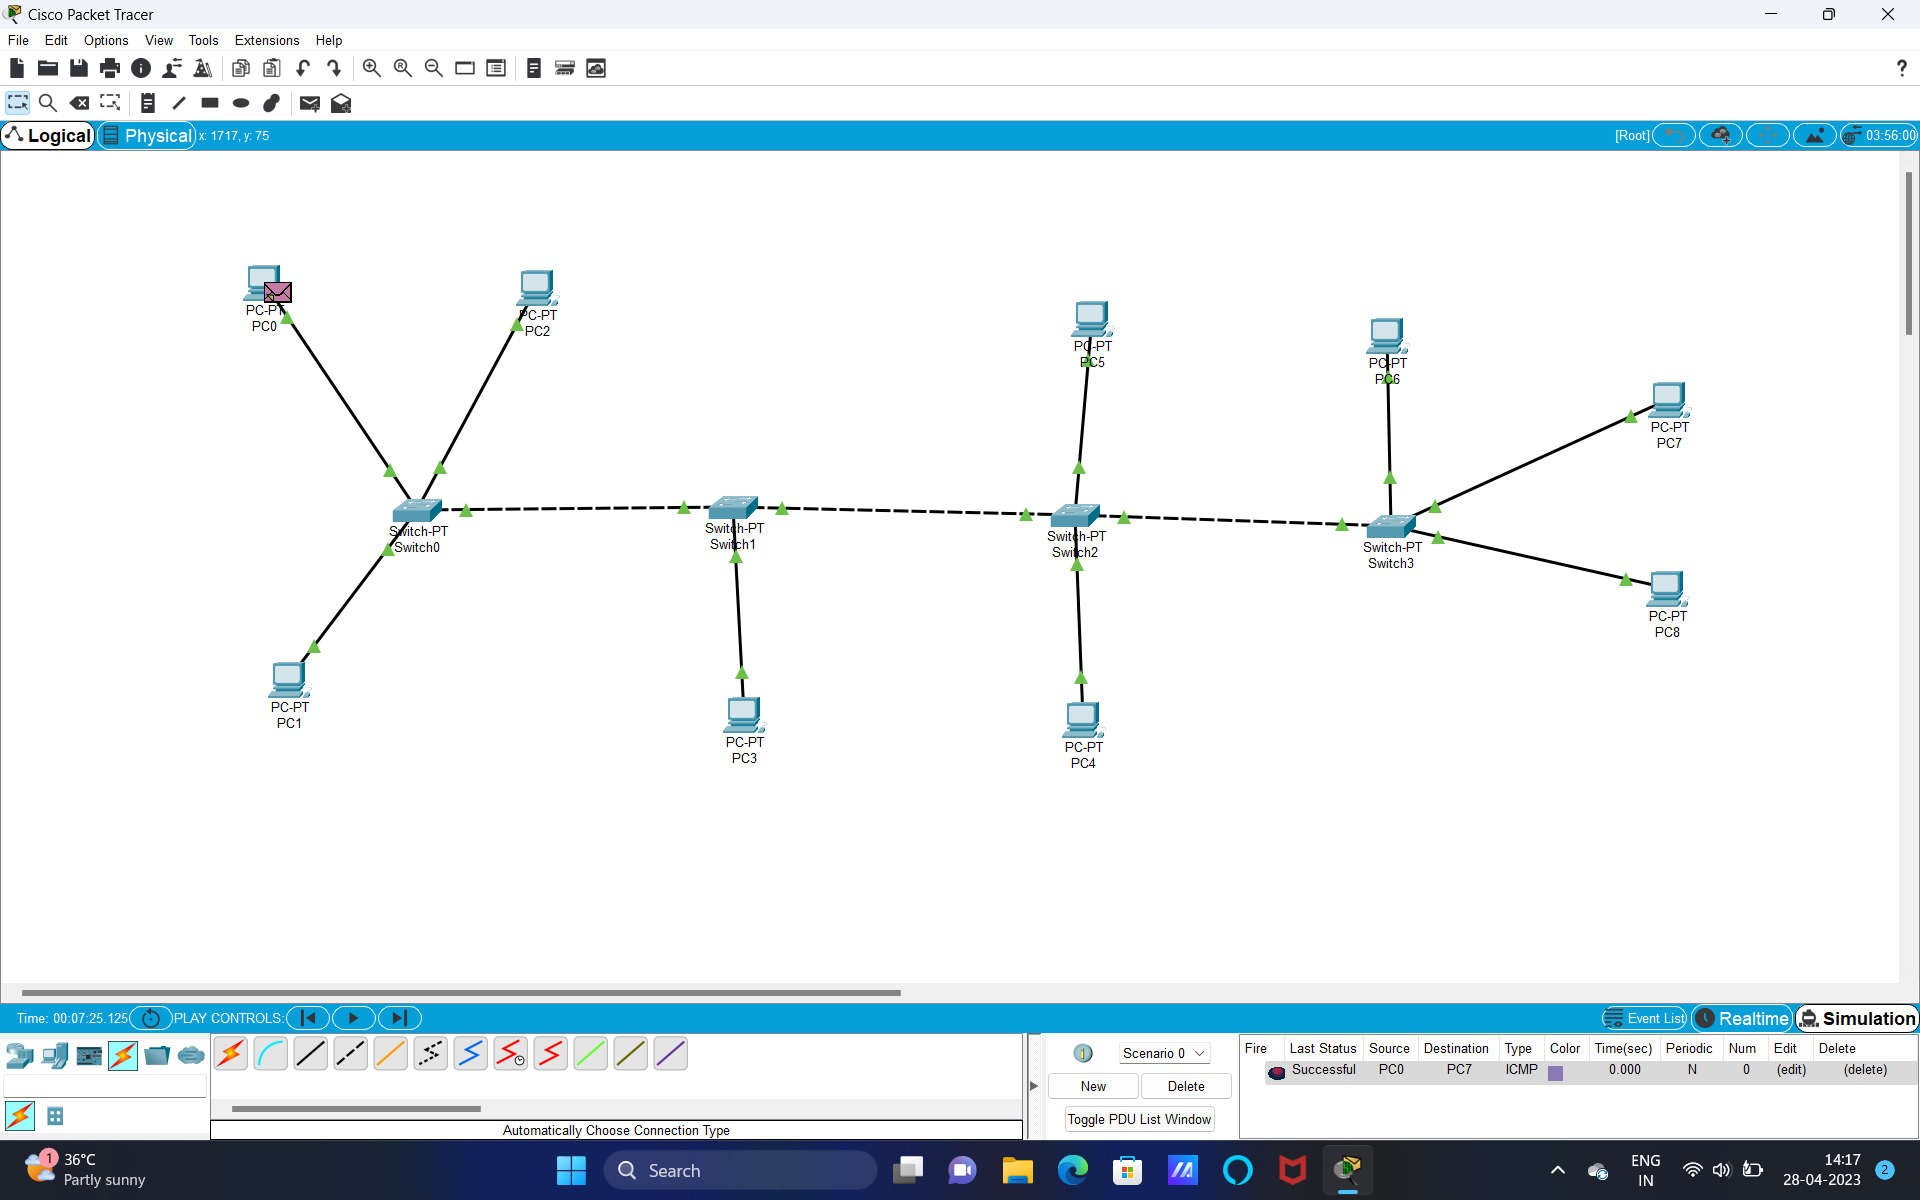 Cisco Packet Tracer
File Edit Options View Tools Extensions Help
?
Logical Physical x: 1717, y: 75 [Root] 03:56:00
PC-PT
PC0
PC-PT
PC2
PC-PT
PC5
PC-PT
PC6
PC-PT
PC7
Switch-PT
Switch0
Switch-PT
Switch1
Switch-PT
Switch2
Switch-PT
Switch3
PC-PT
PC8
PC-PT
PC1
PC-PT
PC3
PC-PT
PC4
Time: 00:07:25.125 PLAY CONTROLS: Event List Realtime Simulation
Scenario 0
New Delete
Toggle PDU List Window
Fire Last Status Source Destination Type Color Time(sec) Periodic Num Edit Delete
Successful PC0 PC7 ICMP 0.000 N 0 (edit) (delete)
Automatically Choose Connection Type
1 36°C
Partly sunny
Search
ENG
IN
14:17
28-04-2023
2